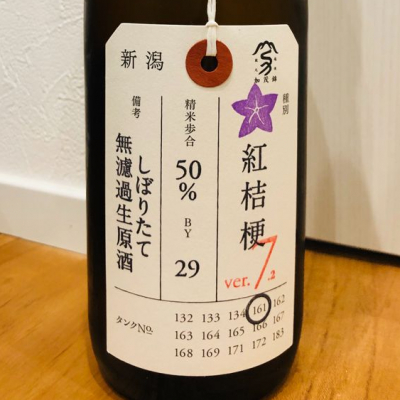 新潟
加茂錦
種別
紅桔梗
ver.7.2
精米歩合
50%
BY
29
備考
しぼりたて
無濾過生原酒
タンクNo.
132 133 134 161 162
163 164 165 166 167
168 169 171 172 183